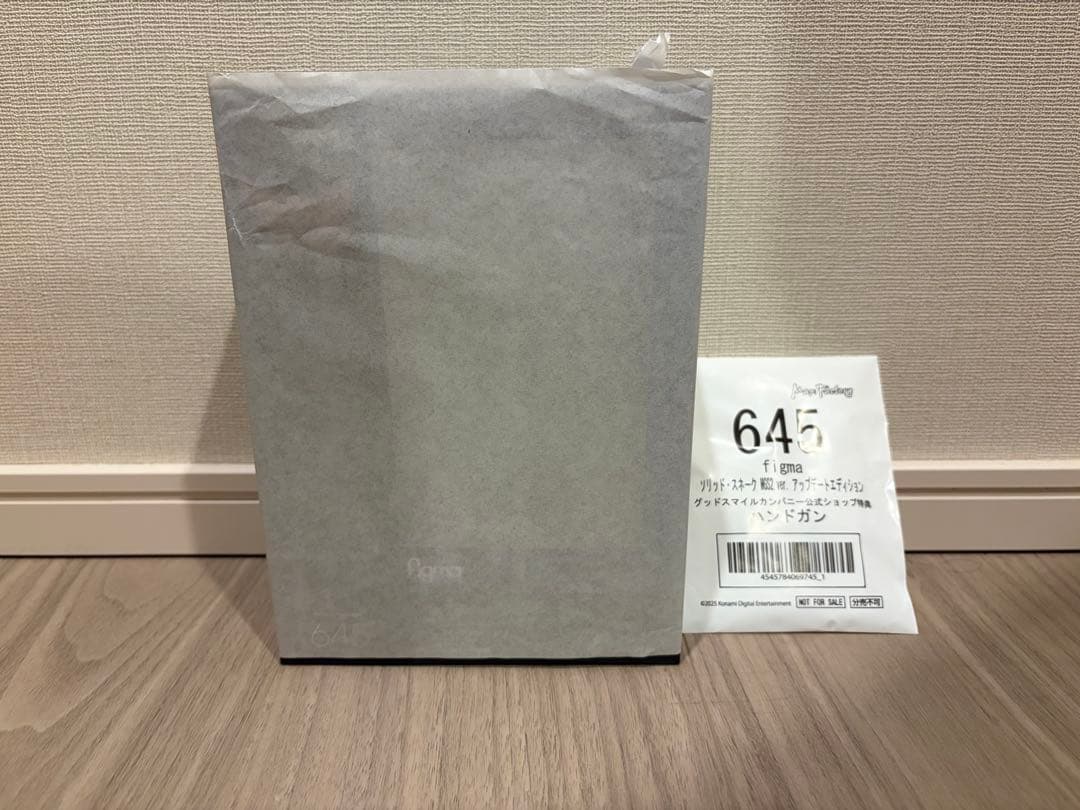 figma
64
Max Factory
645
figma
ソリッド・スネーク MGS2 ver. アップデートエディション
グッドスマイルカンパニー公式ショップ特典
ハンドガン
4545784069745_1
©2025 Konami Digital Entertainment
NOT FOR SALE
分売不可